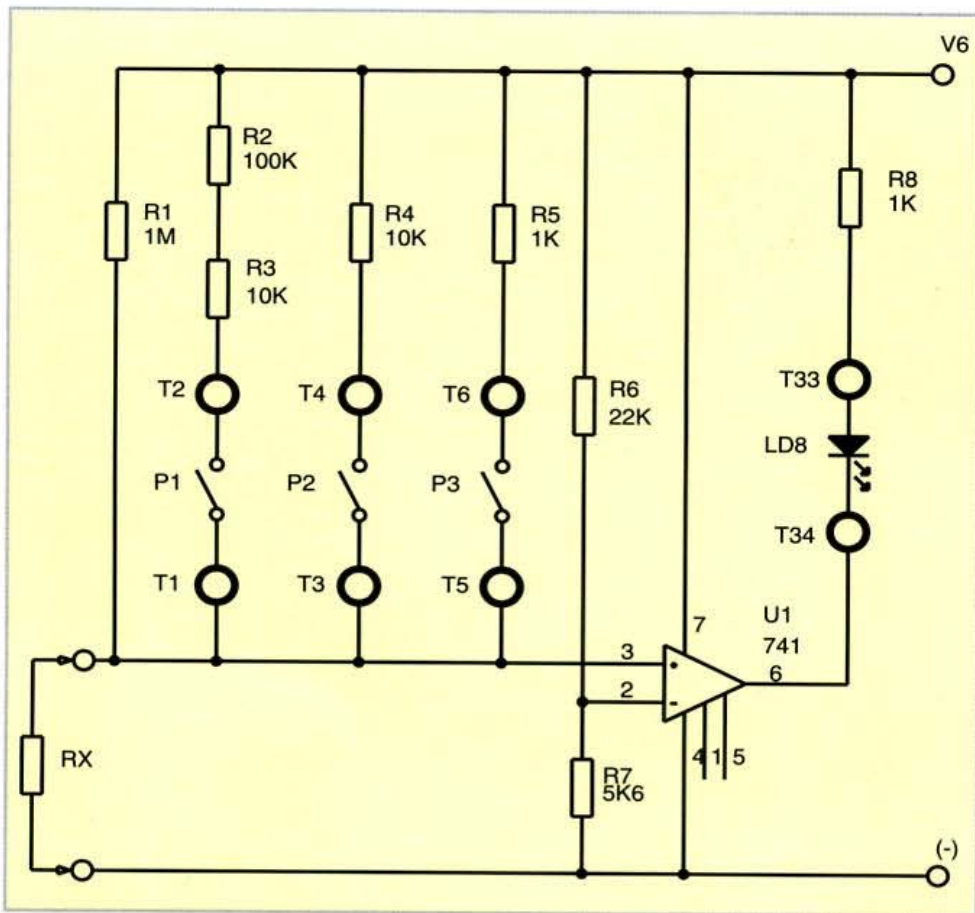 V6
R2
100K
R1
1M
R4
10K
R5
1K
R8
1K
R3
10K
T2
T4
T6
R6
22K
T33
P1
P2
P3
LD8
T34
T1
T3
T5
U1
741
7
3
2
6
+
-
4 1 5
RX
R7
5K6
(-)